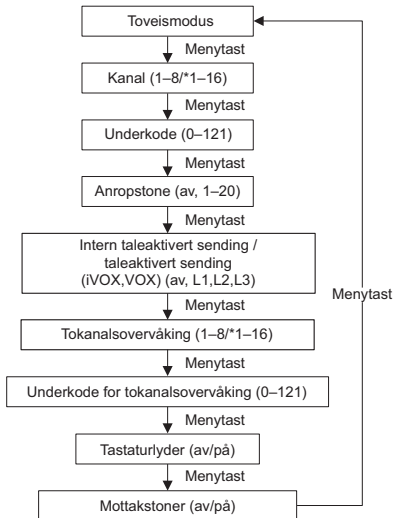 Toveismodus
Menytast
Kanal (1–8/*1–16)
Menytast
Underkode (0–121)
Menytast
Anropstone (av, 1–20)
Menytast
Intern taleaktivert sending /
taleaktivert sending
(iVOX,VOX) (av, L1,L2,L3)
Menytast
Menytast
Tokanalsovervåking (1–8/*1–16)
Menytast
Underkode for tokanalsovervåking (0–121)
Menytast
Tastaturlyder (av/på)
Menytast
Mottakstoner (av/på)